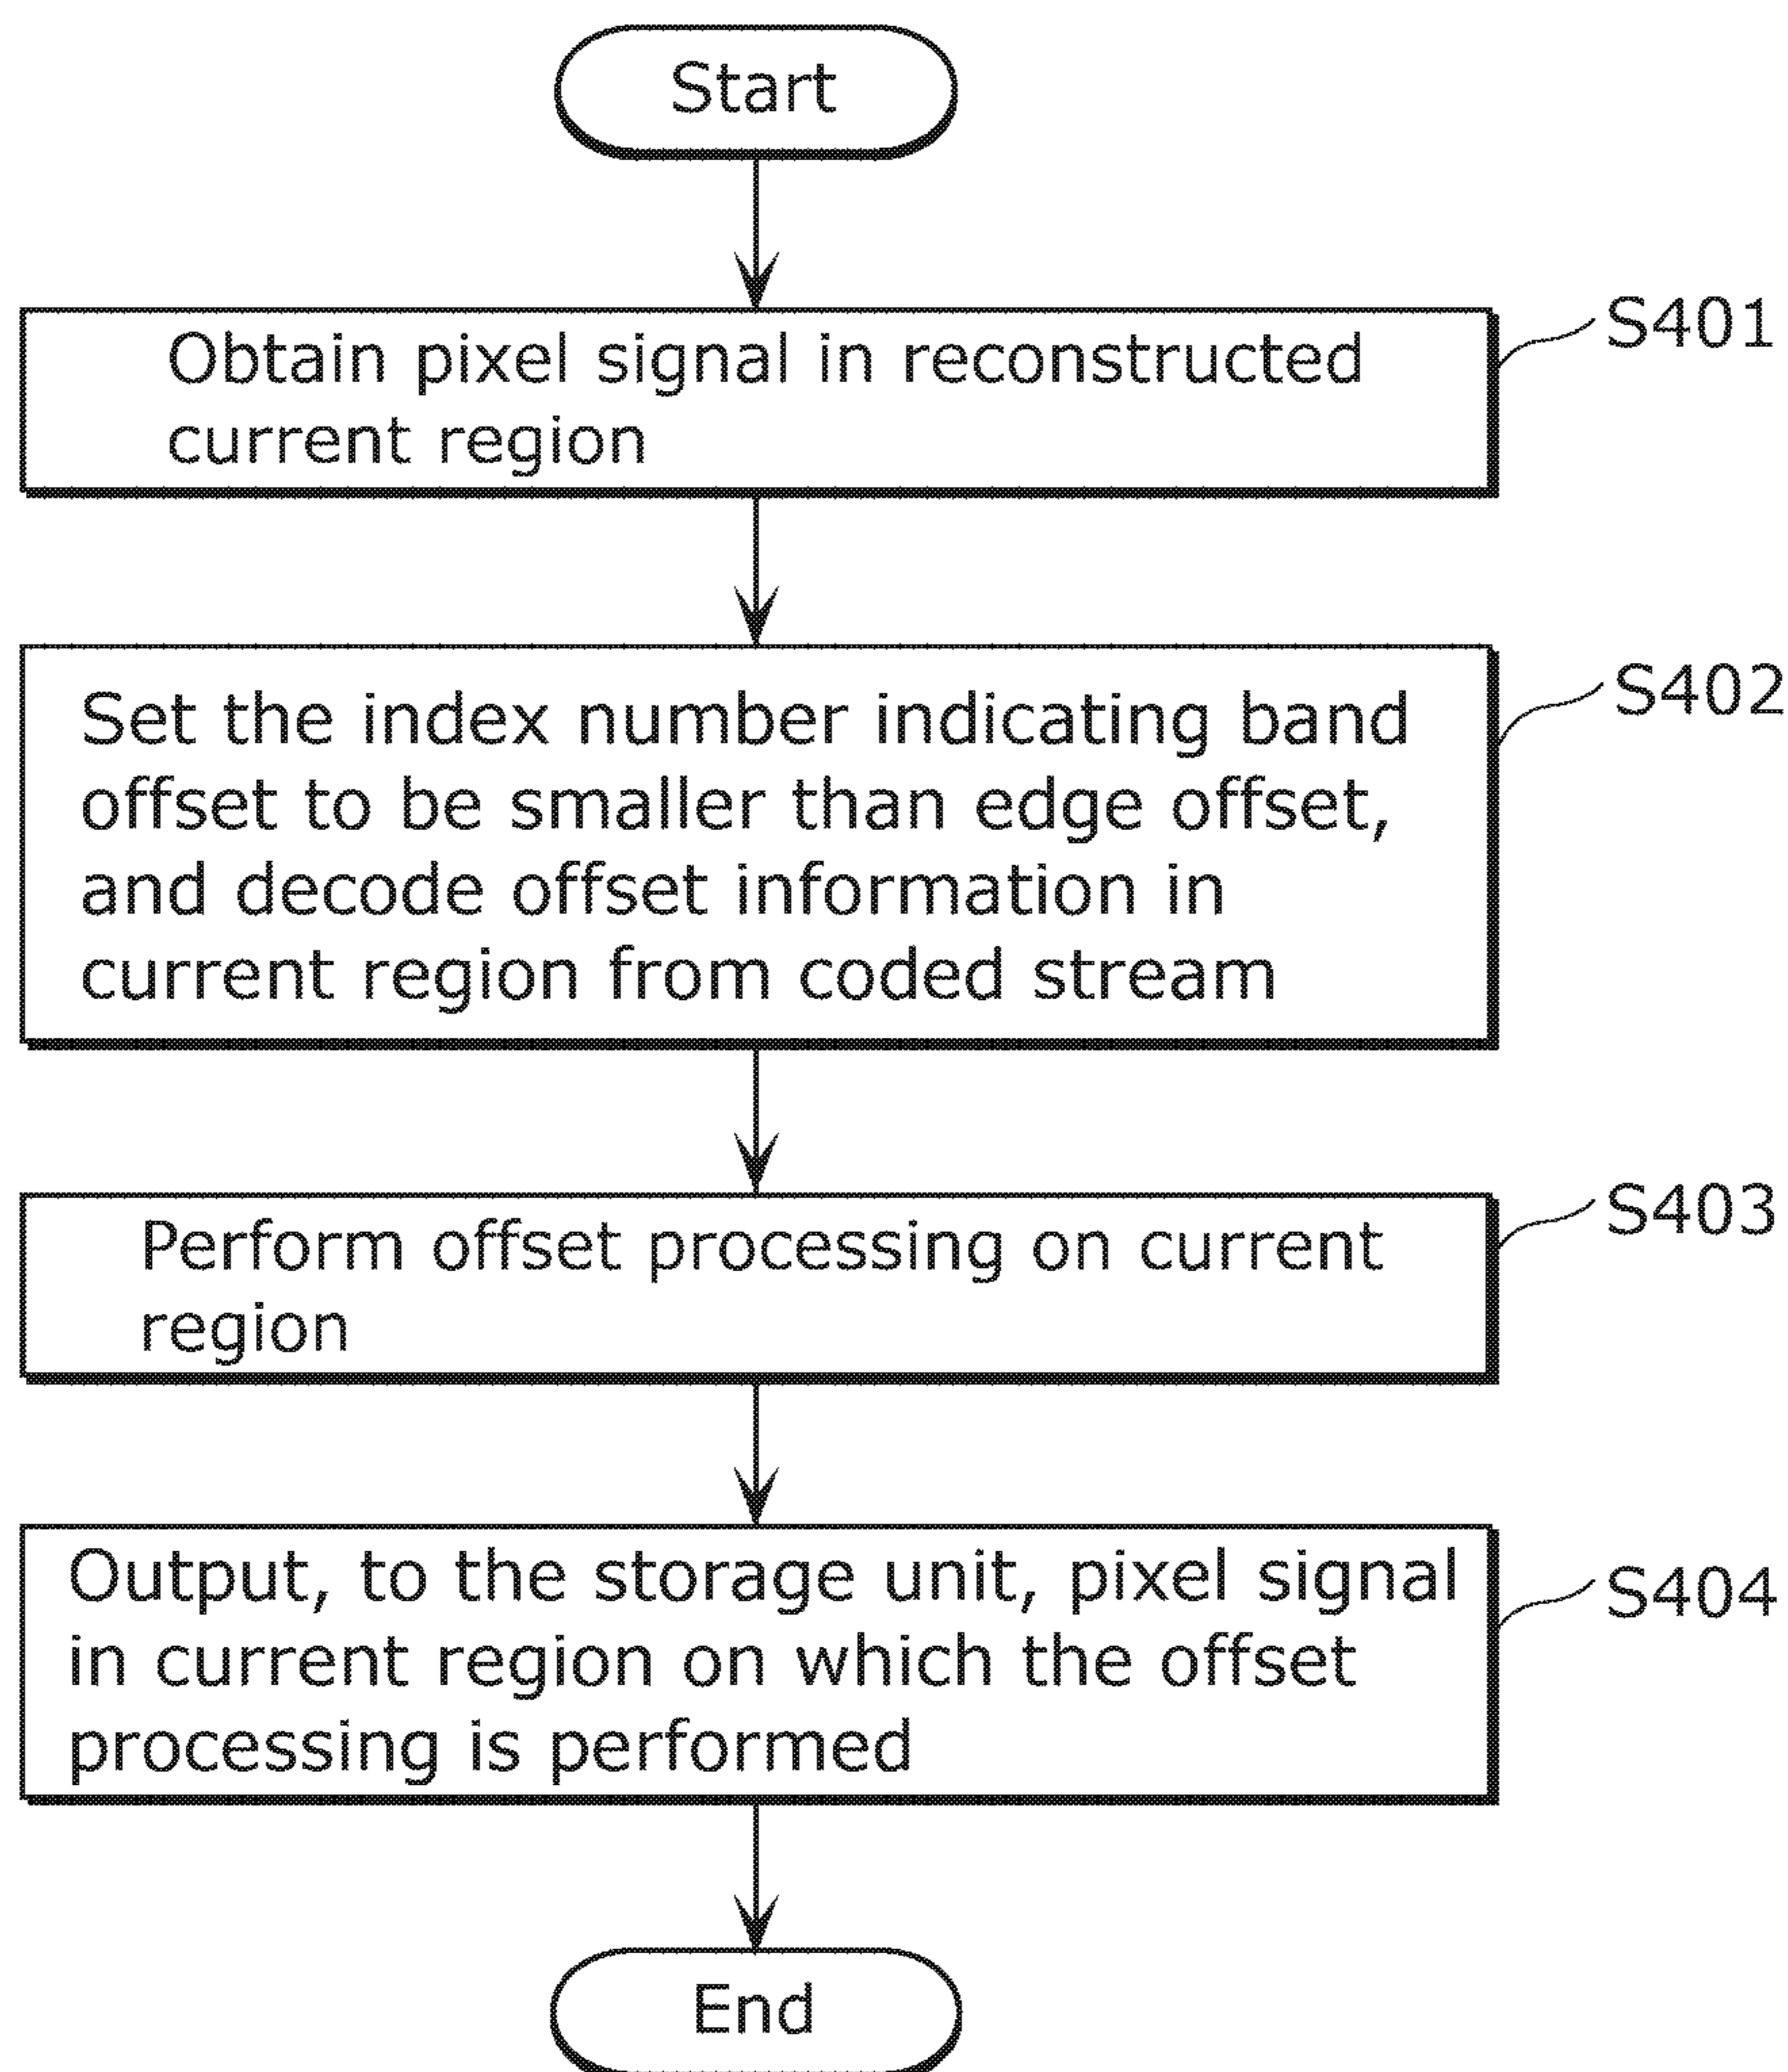 Start
Obtain pixel signal in reconstructed
current region
S401
Set the index number indicating band
offset to be smaller than edge offset,
and decode offset information in
current region from coded stream
S402
Perform offset processing on current
region
S403
Output, to the storage unit, pixel signal
in current region on which the offset
processing is performed
S404
End